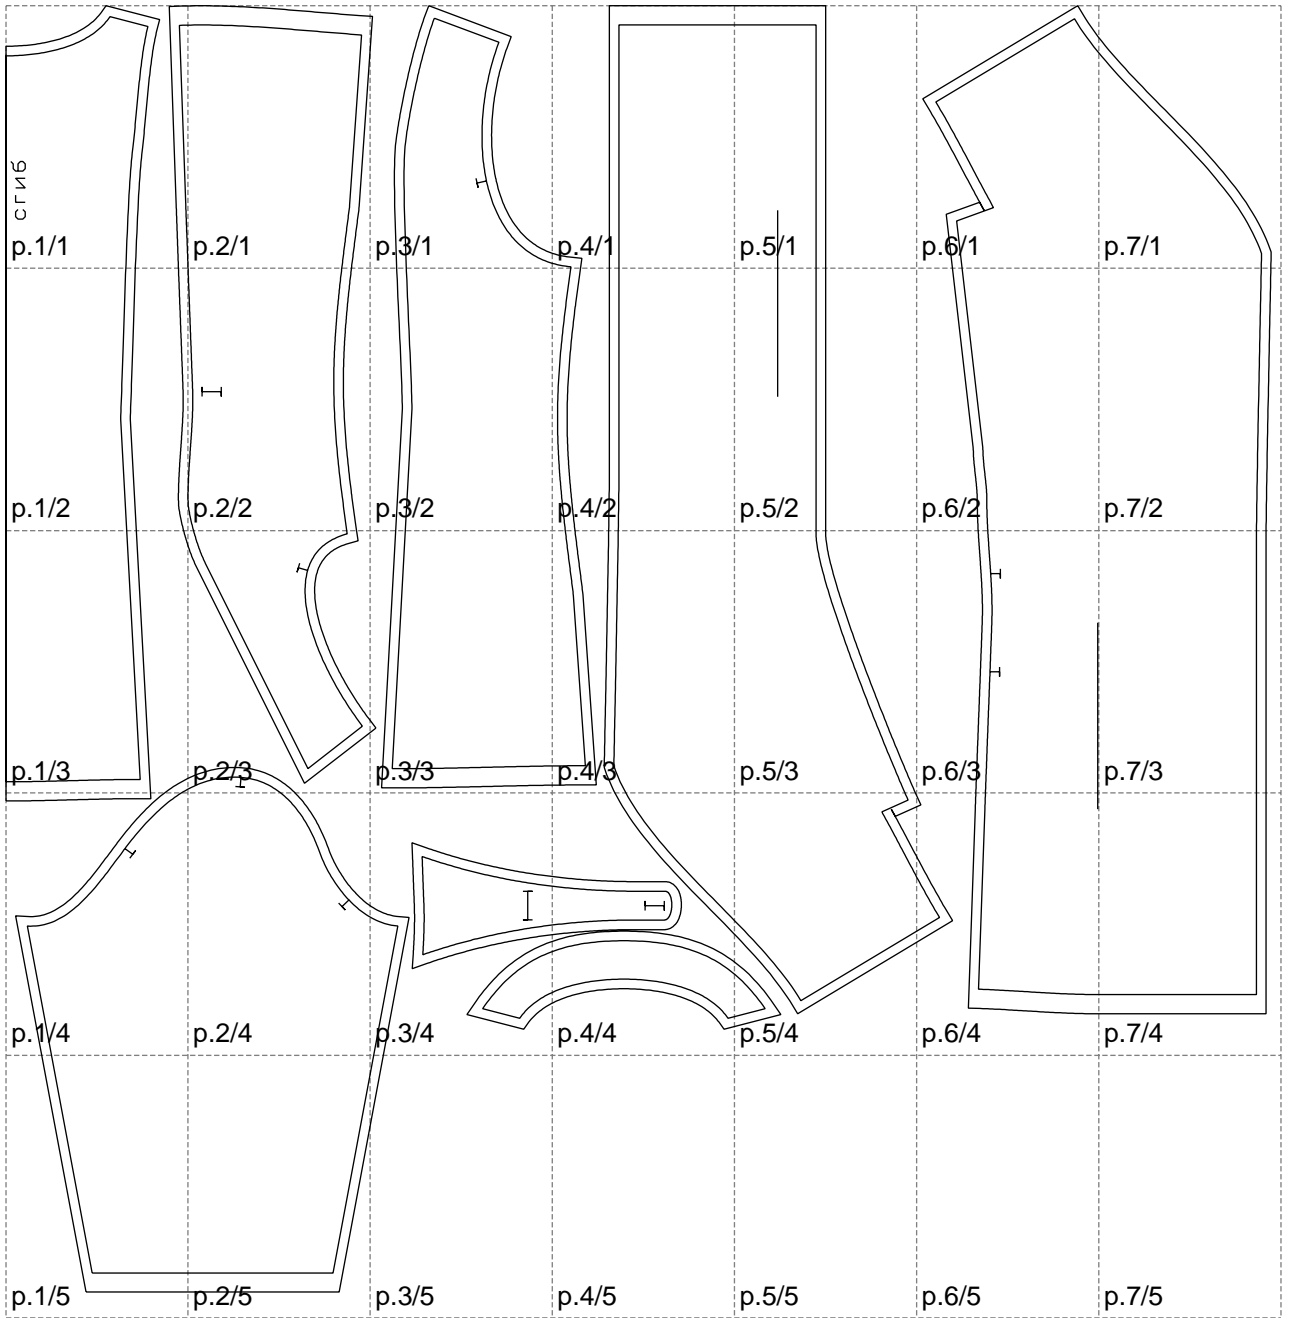 сгиб
p.1/1 p.2/1 p.3/1 p.4/1 p.5/1 p.6/1 p.7/1
p.1/2 p.2/2 p.3/2 p.4/2 p.5/2 p.6/2 p.7/2
p.1/3 p.2/3 p.3/3 p.4/3 p.5/3 p.6/3 p.7/3
p.1/4 p.2/4 p.3/4 p.4/4 p.5/4 p.6/4 p.7/4
p.1/5 p.2/5 p.3/5 p.4/5 p.5/5 p.6/5 p.7/5